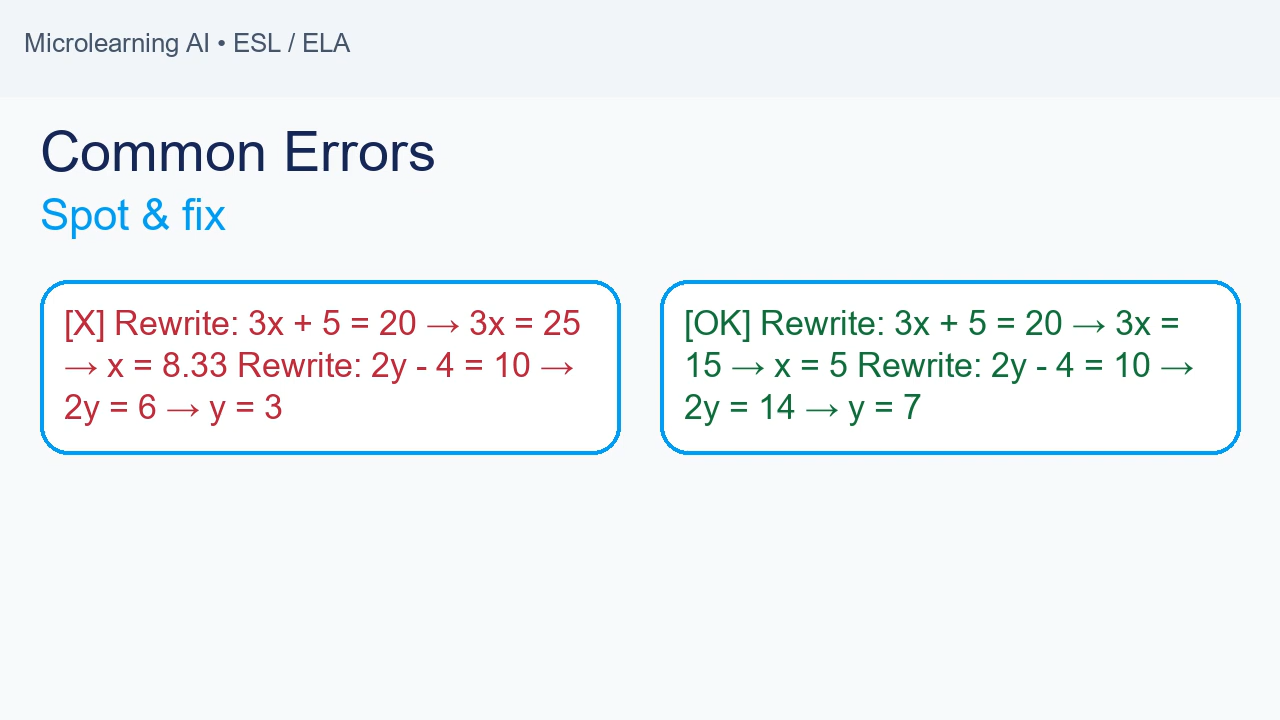 Microlearning AI • ESL / ELA
Common Errors
Spot & fix
[X] Rewrite: 3x + 5 = 20 → 3x = 25
→ x = 8.33 Rewrite: 2y - 4 = 10 →
2y = 6 → y = 3
[OK] Rewrite: 3x + 5 = 20 → 3x =
15 → x = 5 Rewrite: 2y - 4 = 10 →
2y = 14 → y = 7